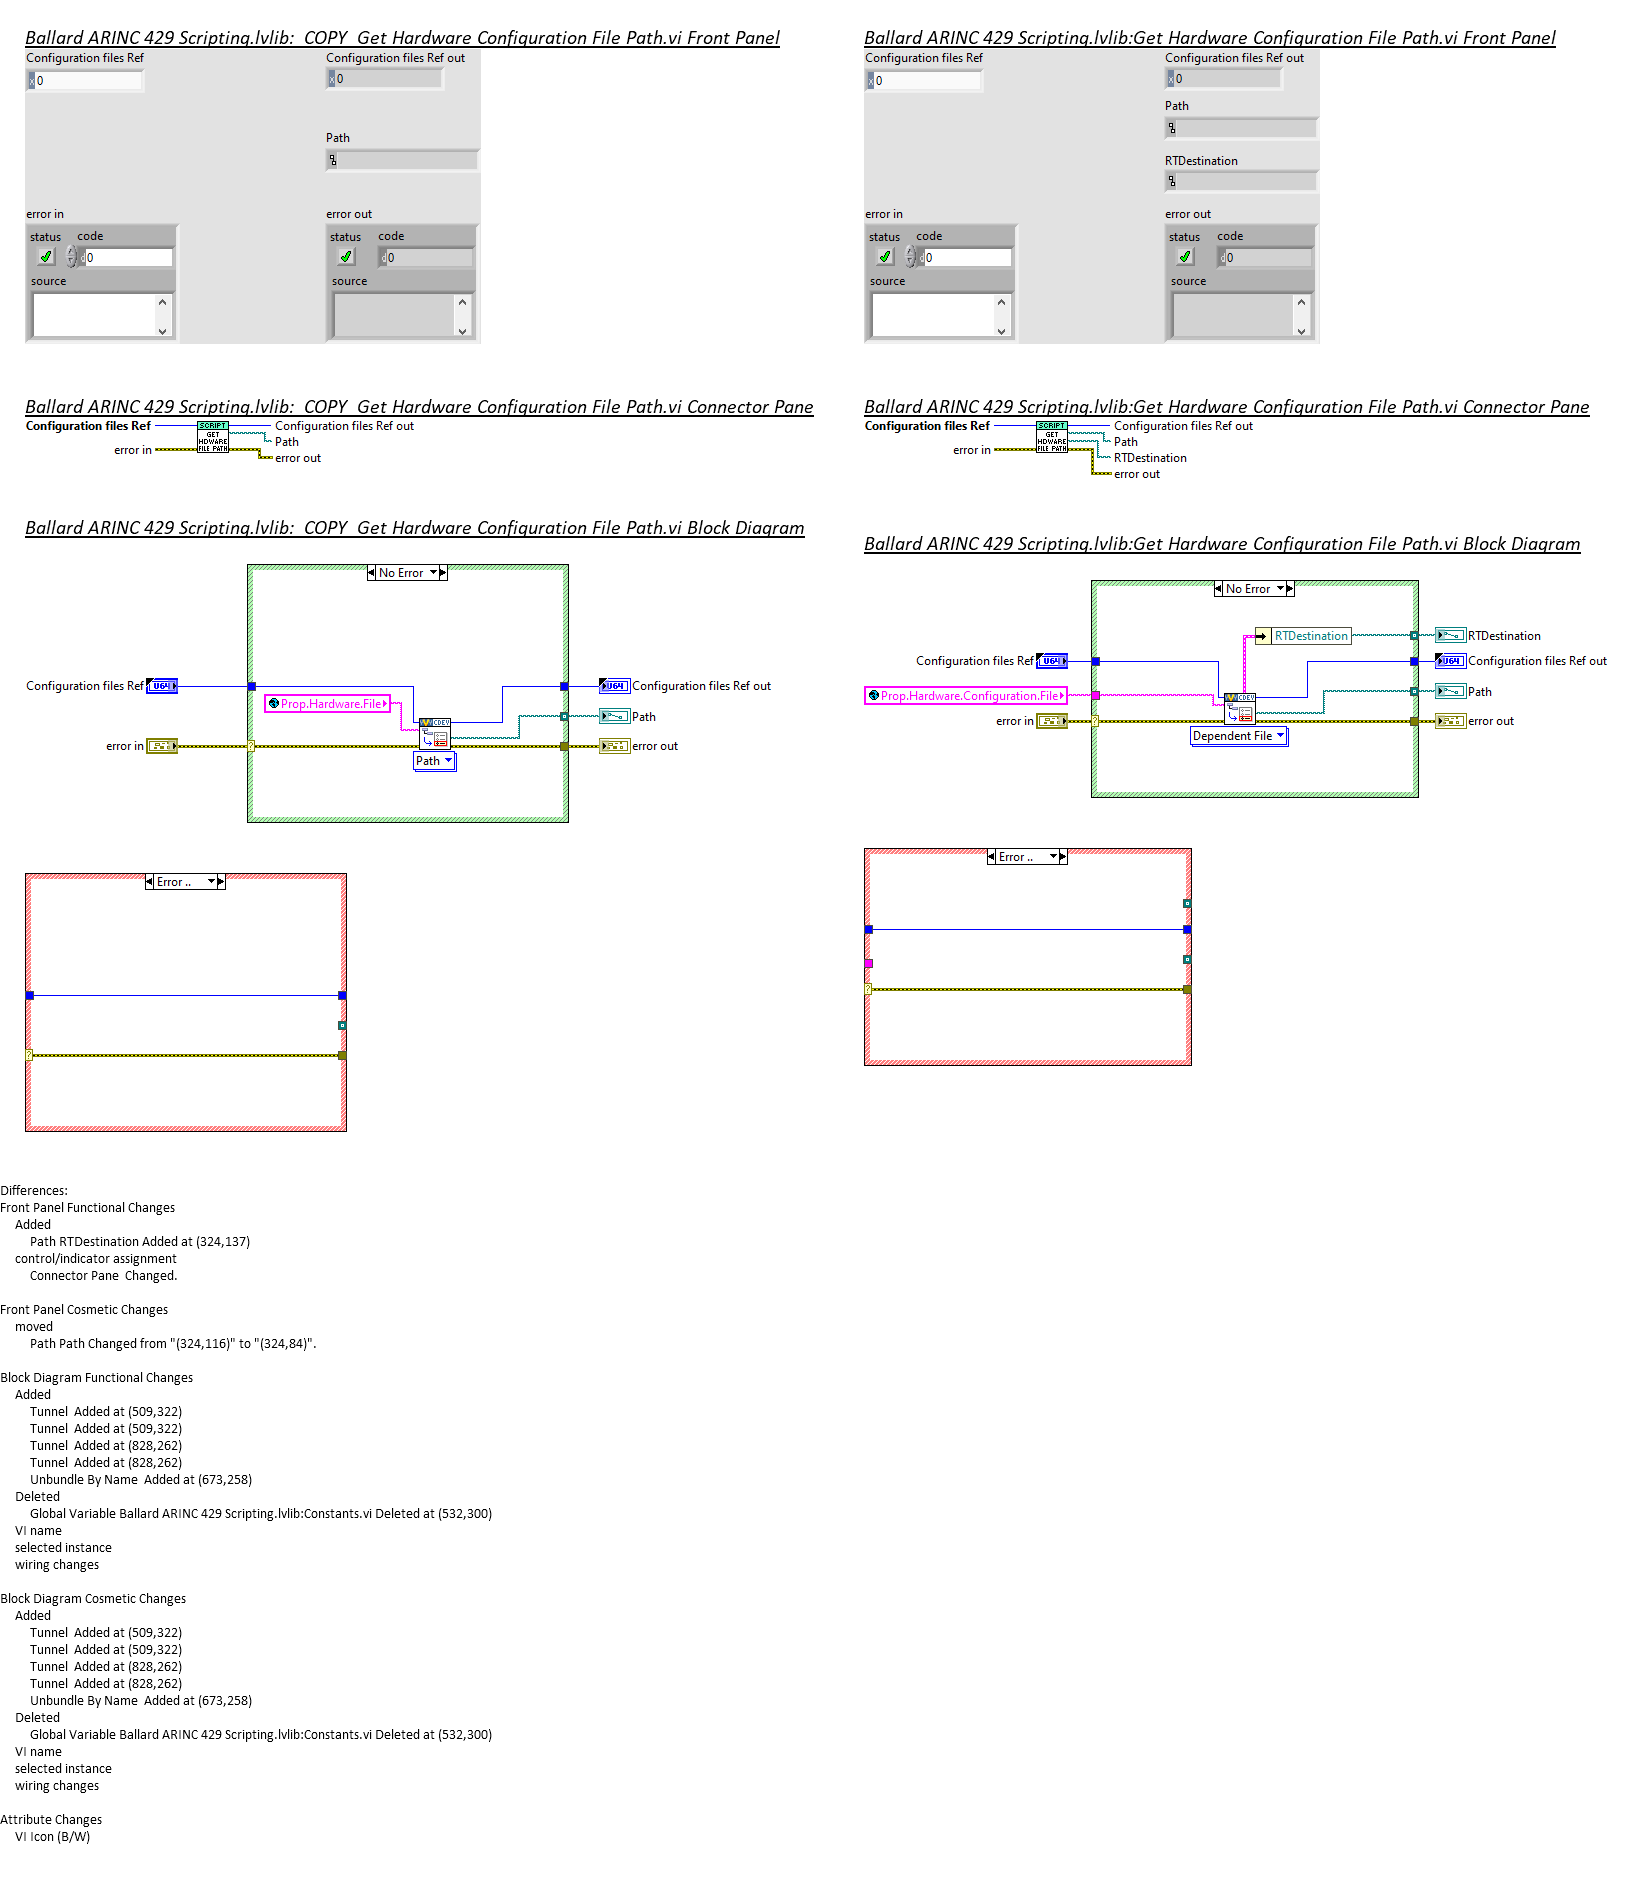 Ballard ARINC 429 Scripting.lvlib:  COPY  Get Hardware Configuration File Path.vi Front Panel
Configuration files Ref
x 0
Configuration files Ref out
x 0
Path
error in
status
code
d 0
source
error out
status
code
d 0
source
Ballard ARINC 429 Scripting.lvlib:  COPY  Get Hardware Configuration File Path.vi Connector Pane
Configuration files Ref
SCRIPT
GET
HDWARE
FILE PATH
Configuration files Ref out
Path
error in
error out
Ballard ARINC 429 Scripting.lvlib:  COPY  Get Hardware Configuration File Path.vi Block Diagram
No Error
Configuration files Ref
U64
Prop.Hardware.File
U64
Configuration files Ref out
CDEV
Path
error in
?
error out
Path
Error ..
?
Ballard ARINC 429 Scripting.lvlib:Get Hardware Configuration File Path.vi Front Panel
Configuration files Ref
x 0
Configuration files Ref out
x 0
Path
RTDestination
error in
status
code
d 0
source
error out
status
code
d 0
source
Ballard ARINC 429 Scripting.lvlib:Get Hardware Configuration File Path.vi Connector Pane
Configuration files Ref
SCRIPT
GET
HDWARE
FILE PATH
Configuration files Ref out
Path
RTDestination
error in
error out
Ballard ARINC 429 Scripting.lvlib:Get Hardware Configuration File Path.vi Block Diagram
No Error
RTDestination
RTDestination
Configuration files Ref
U64
U64
Configuration files Ref out
Prop.Hardware.Configuration.File
CDEV
Path
error in
?
error out
Dependent File
Error ..
?
Differences:
Front Panel Functional Changes
Added
Path RTDestination Added at (324,137)
control/indicator assignment
Connector Pane  Changed.
Front Panel Cosmetic Changes
moved
Path Path Changed from "(324,116)" to "(324,84)".
Block Diagram Functional Changes
Added
Tunnel  Added at (509,322)
Tunnel  Added at (509,322)
Tunnel  Added at (828,262)
Tunnel  Added at (828,262)
Unbundle By Name  Added at (673,258)
Deleted
Global Variable Ballard ARINC 429 Scripting.lvlib:Constants.vi Deleted at (532,300)
VI name
selected instance
wiring changes
Block Diagram Cosmetic Changes
Added
Tunnel  Added at (509,322)
Tunnel  Added at (509,322)
Tunnel  Added at (828,262)
Tunnel  Added at (828,262)
Unbundle By Name  Added at (673,258)
Deleted
Global Variable Ballard ARINC 429 Scripting.lvlib:Constants.vi Deleted at (532,300)
VI name
selected instance
wiring changes
Attribute Changes
VI Icon (B/W)